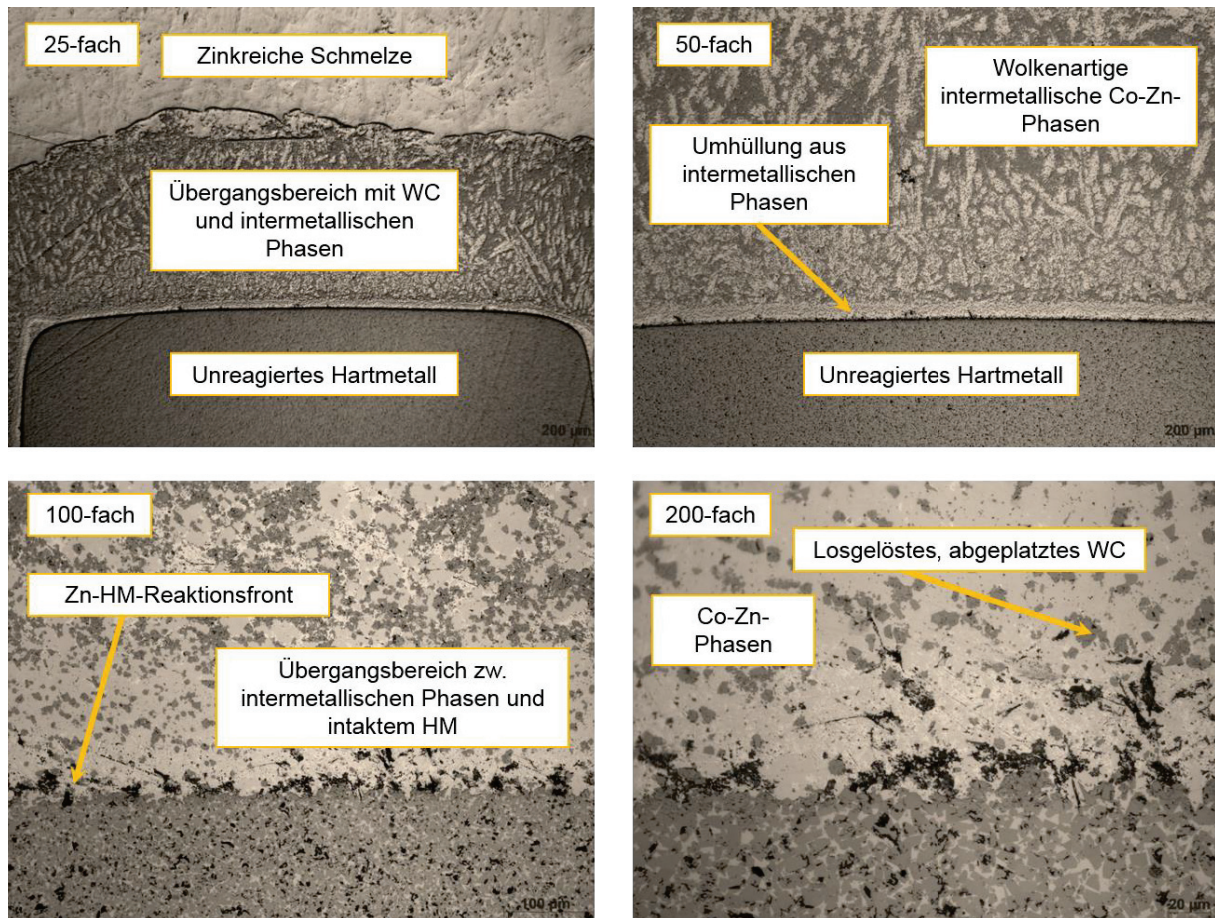 25-fach
Zinkreiche Schmelze
Übergangsbereich mit WC
und intermetallischen
Phasen
Unreagiertes Hartmetall
200 µm
50-fach
Wolkenartige
intermetallische Co-Zn-
Phasen
Umhüllung aus
intermetallischen
Phasen
Unreagiertes Hartmetall
200 µm
100-fach
Zn-HM-Reaktionsfront
Übergangsbereich zw.
intermetallischen Phasen und
intaktem HM
100 µm
200-fach
Losgelöstes, abgeplatztes WC
Co-Zn-
Phasen
20 µm